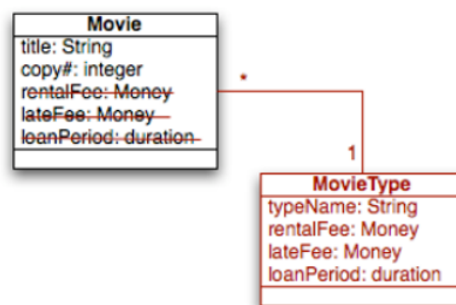 Movie
title: String
copy#: integer
rentalFee: Money
lateFee: Money
loanPeriod: duration
*
1
MovieType
typeName: String
rentalFee: Money
lateFee: Money
loanPeriod: duration